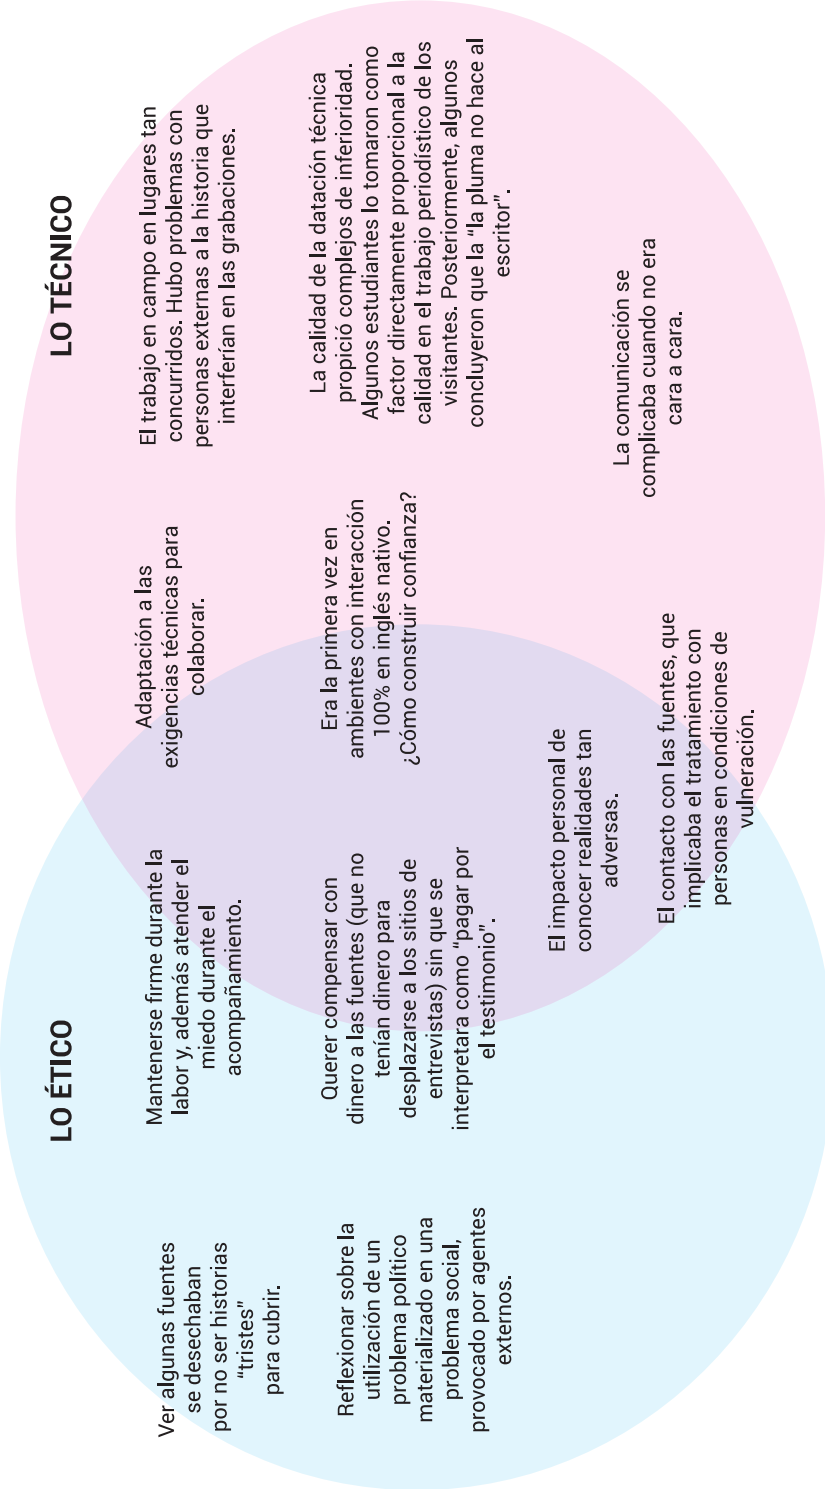 LO ÉTICO
LO TÉCNICO
Ver algunas fuentes
se desechaban
por no ser historias
“tristes”
para cubrir.
Reflexionar sobre la
utilización de un
problema político
materializado en una
problema social,
provocado por agentes
externos.
Mantenerse firme durante la
labor y, además atender el
miedo durante el
acompañamiento.
Querer compensar con
dinero a las fuentes (que no
tenían dinero para
desplazarse a los sitios de
entrevistas) sin que se
interpretara como “pagar por
el testimonio”.
El impacto personal de
conocer realidades tan
adversas.
El contacto con las fuentes, que
implicaba el tratamiento con
personas en condiciones de
vulneración.
Adaptación a las
exigencias técnicas para
colaborar.
Era la primera vez en
ambientes con interacción
100% en inglés nativo.
¿Cómo construir confianza?
El trabajo en campo en lugares tan
concurridos. Hubo problemas con
personas externas a la historia que
interferían en las grabaciones.
La calidad de la datación técnica
propició complejos de inferioridad.
Algunos estudiantes lo tomaron como
factor directamente proporcional a la
calidad en el trabajo periodístico de los
visitantes. Posteriormente, algunos
concluyeron que la “la pluma no hace al
escritor”.
La comunicación se
complicaba cuando no era
cara a cara.